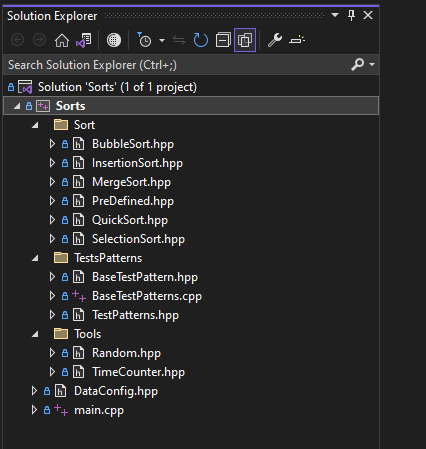 Solution Explorer
Search Solution Explorer (Ctrl+;)
Solution 'Sorts' (1 of 1 project)
Sorts
Sort
BubbleSort.hpp
InsertionSort.hpp
MergeSort.hpp
PreDefined.hpp
QuickSort.hpp
SelectionSort.hpp
TestsPatterns
BaseTestPattern.hpp
BaseTestPatterns.cpp
TestPatterns.hpp
Tools
Random.hpp
TimeCounter.hpp
DataConfig.hpp
main.cpp